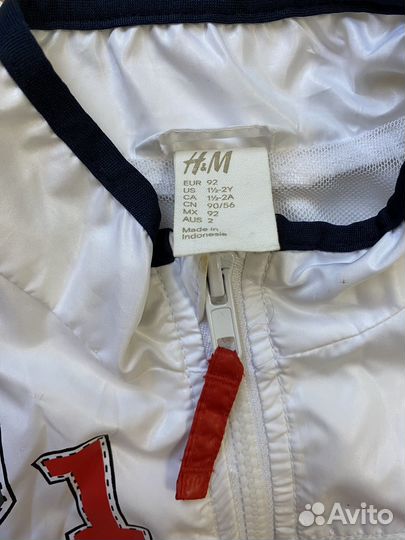 H&M
EUR 92
US 1½-2Y
CA 1½-2A
CN 90/56
MX 92
AUS 2
Made in
Indonesia
1
Avito